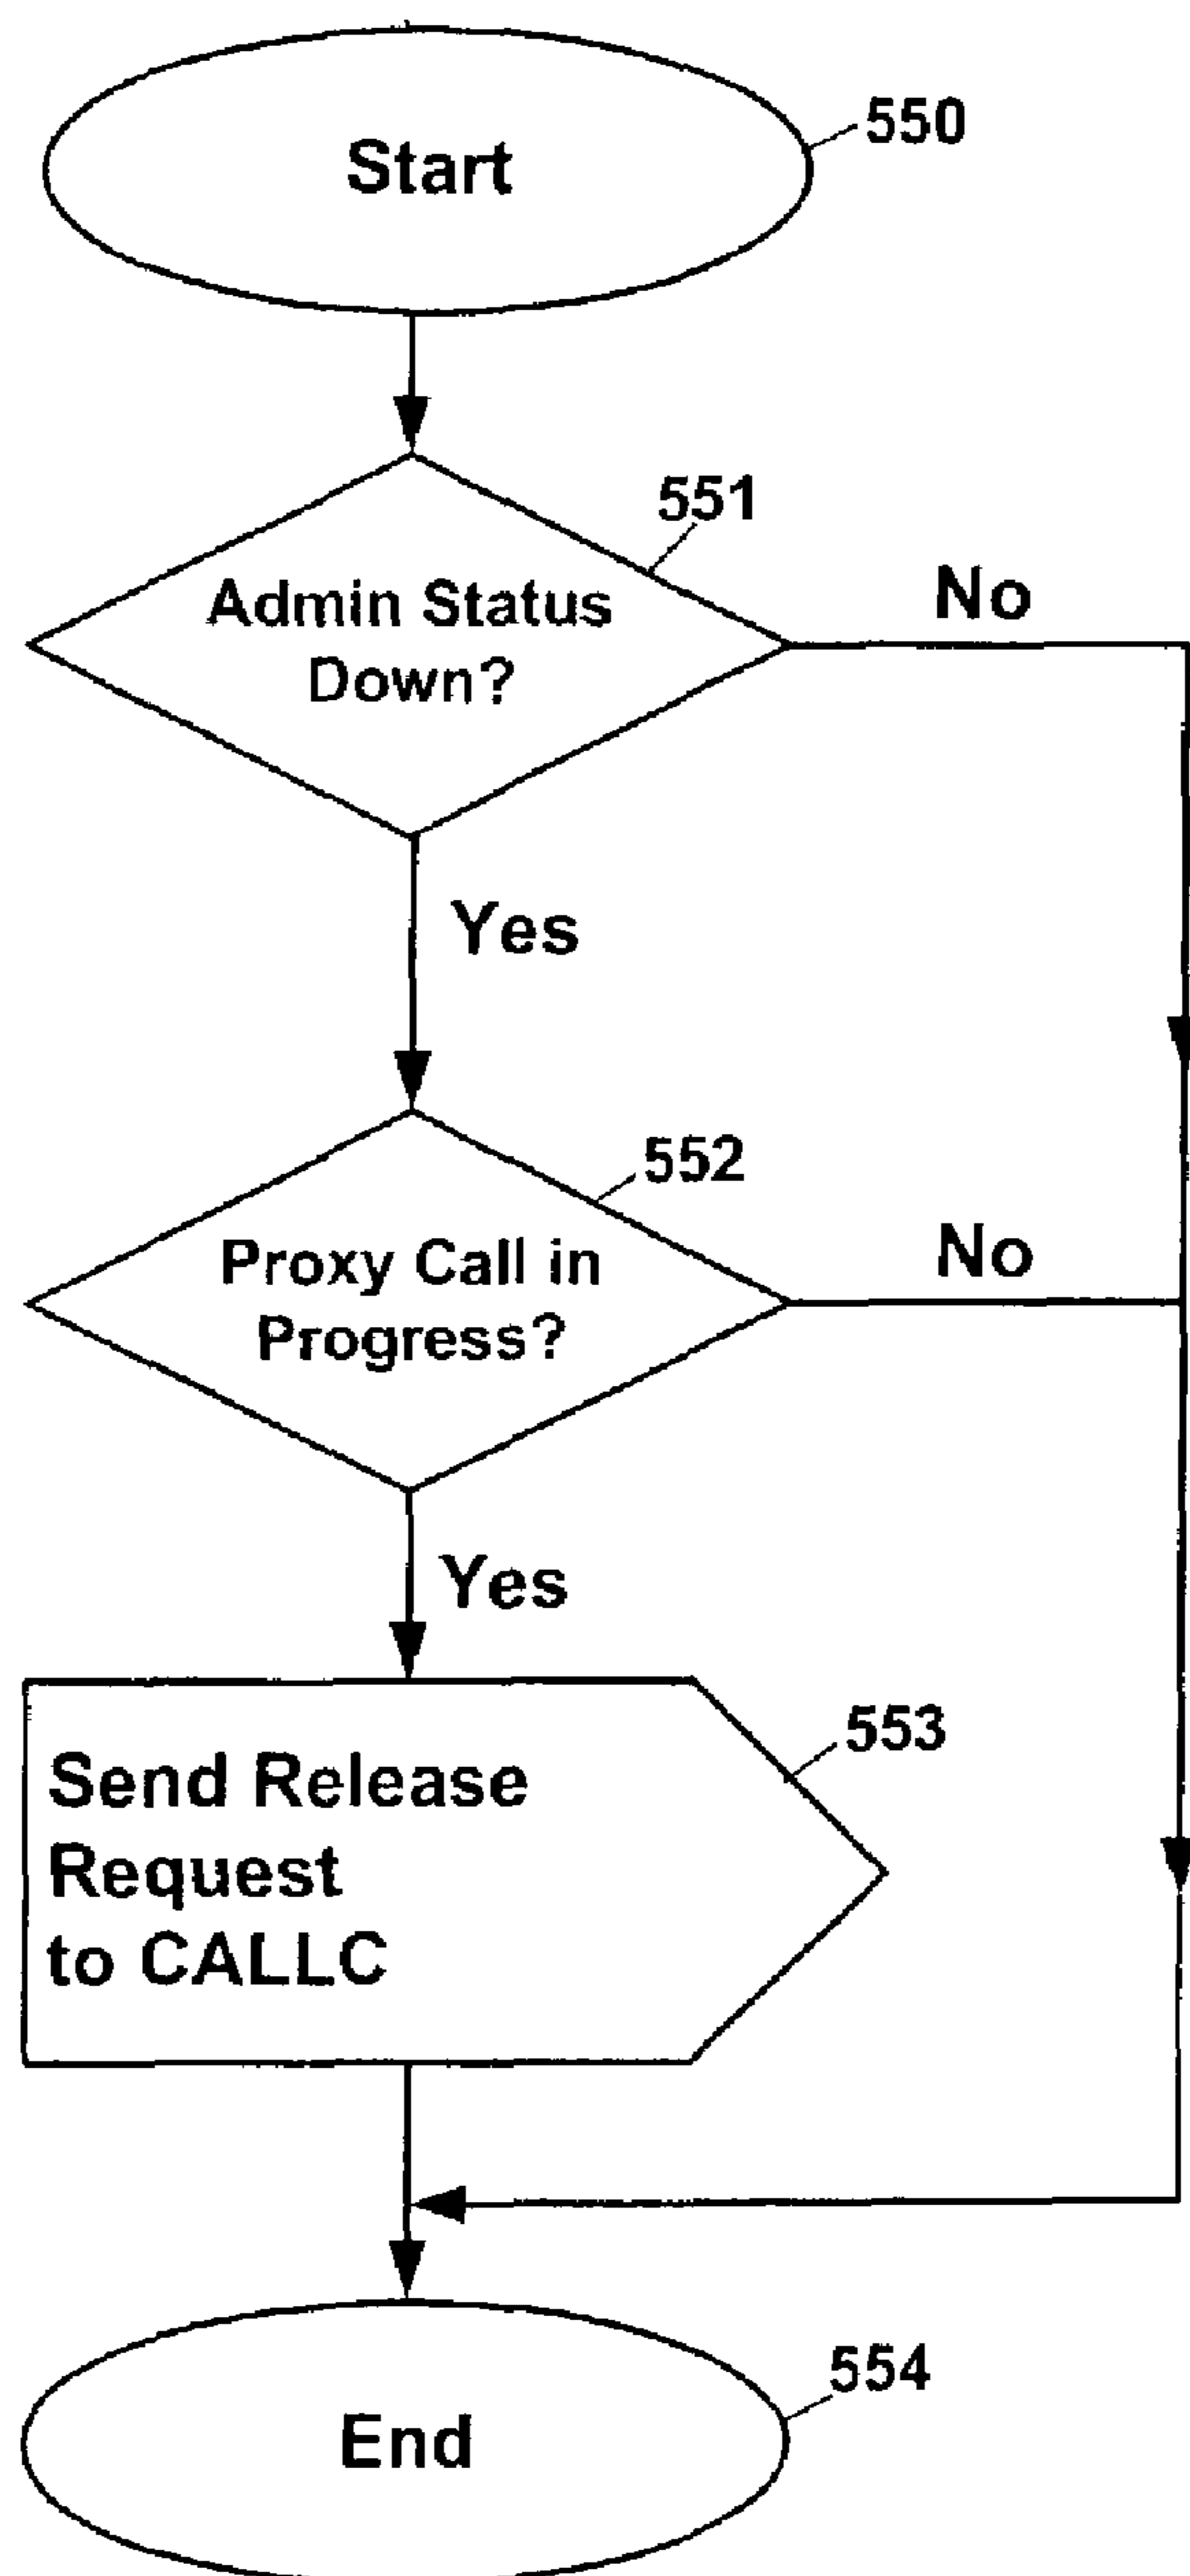 Start
550
551
Admin Status
Down?
No
Yes
552
Proxy Call in
Progress?
No
Yes
553
Send Release
Request
to CALLC
554
End